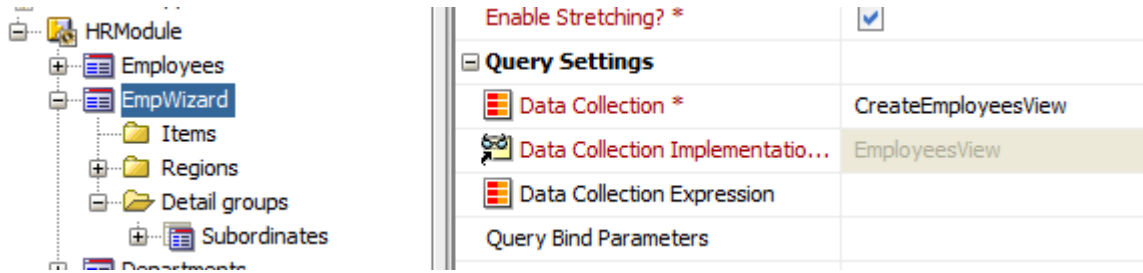 HRModule
Employees
EmpWizard
Items
Regions
Detail groups
Subordinates
Departments
Enable Stretching? *
Query Settings
Data Collection * CreateEmployeesView
Data Collection Implementatio... EmployeesView
Data Collection Expression
Query Bind Parameters